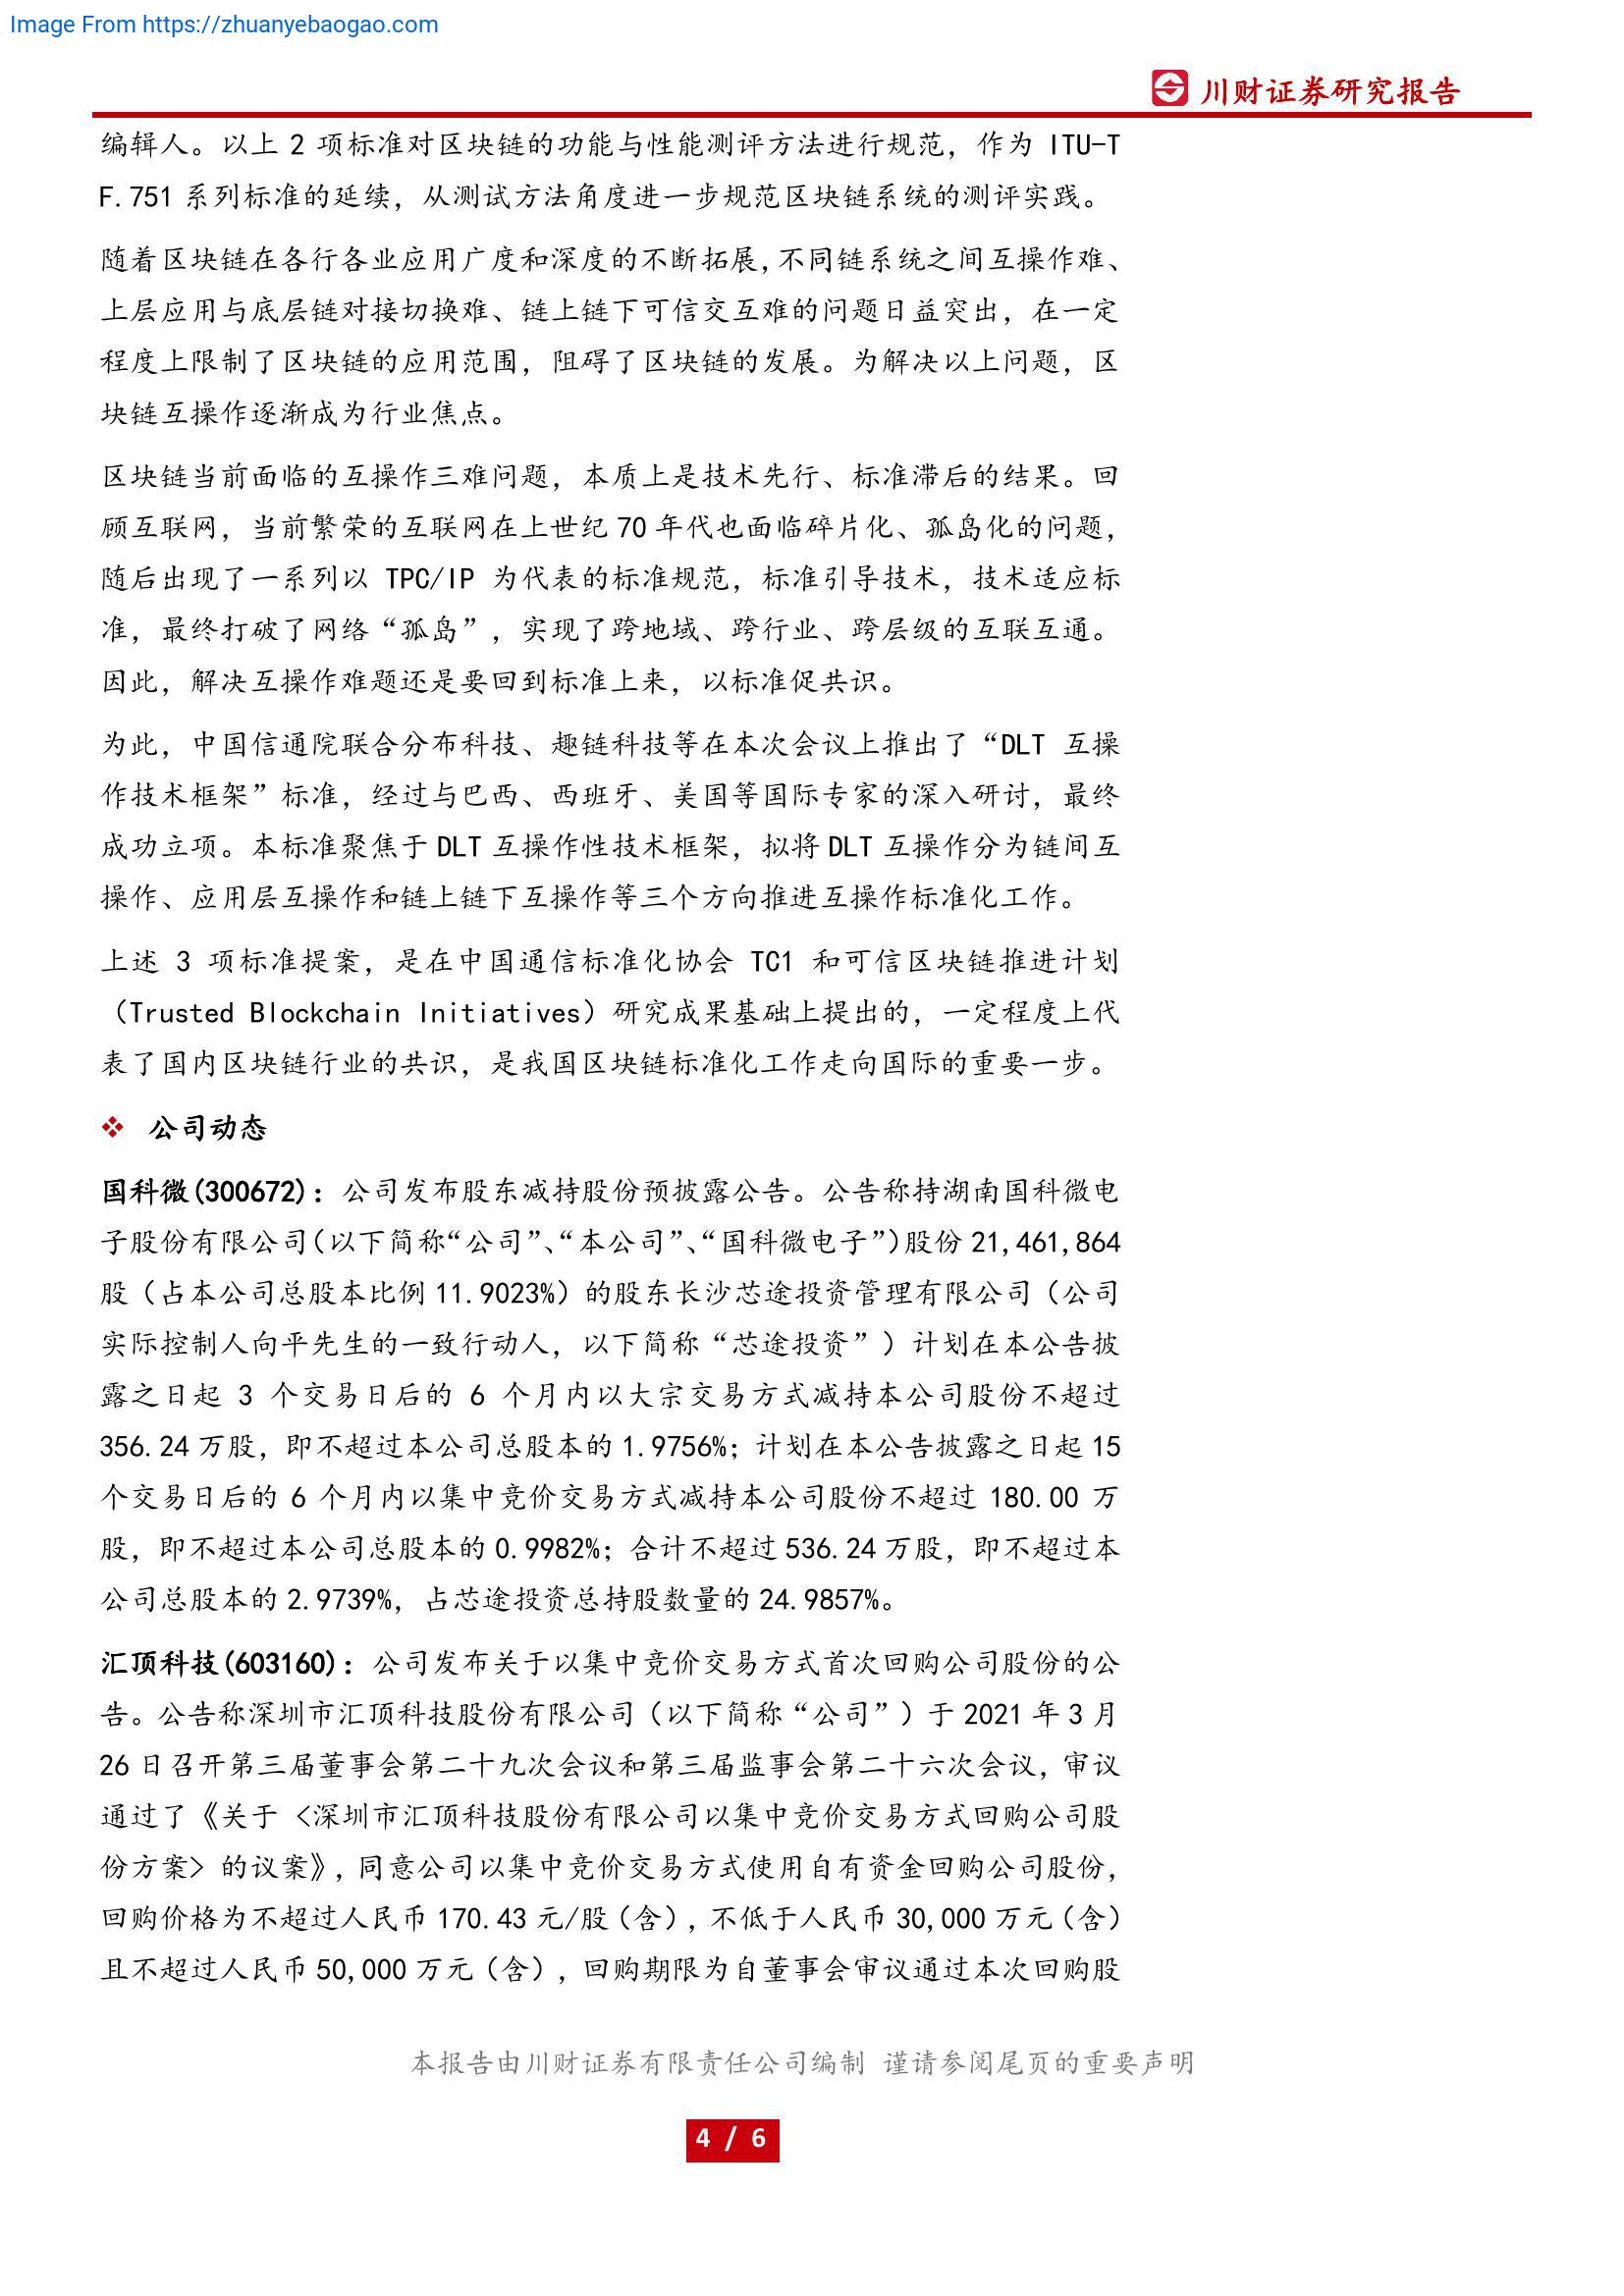 Image From https://zhuanyebaogao.com
川财证券研究报告
编辑人。以上 2 项标准对区块链的功能与性能测评方法进行规范，作为 ITU-T
F.751 系列标准的延续，从测试方法角度进一步规范区块链系统的测评实践。
随着区块链在各行各业应用广度和深度的不断拓展,不同链系统之间互操作难、
上层应用与底层链对接切换难、链上链下可信交互难的问题日益突出，在一定
程度上限制了区块链的应用范围，阻碍了区块链的发展。为解决以上问题，区
块链互操作逐渐成为行业焦点。
区块链当前面临的互操作三难问题，本质上是技术先行、标准滞后的结果。回
顾互联网，当前繁荣的互联网在上世纪 70 年代也面临碎片化、孤岛化的问题，
随后出现了一系列以 TPC/IP 为代表的标准规范，标准引导技术，技术适应标
准，最终打破了网络“孤岛”，实现了跨地域、跨行业、跨层级的互联互通。
因此，解决互操作难题还是要回到标准上来，以标准促共识。
为此，中国信通院联合分布科技、趣链科技等在本次会议上推出了“DLT 互操
作技术框架”标准，经过与巴西、西班牙、美国等国际专家的深入研讨，最终
成功立项。本标准聚焦于 DLT 互操作性技术框架，拟将 DLT 互操作分为链间互
操作、应用层互操作和链上链下互操作等三个方向推进互操作标准化工作。
上述 3 项标准提案，是在中国通信标准化协会 TC1 和可信区块链推进计划
（Trusted Blockchain Initiatives）研究成果基础上提出的，一定程度上代
表了国内区块链行业的共识，是我国区块链标准化工作走向国际的重要一步。
❖ 公司动态
国科微(300672)：公司发布股东减持股份预披露公告。公告称持湖南国科微电
子股份有限公司（以下简称“公司”、“本公司”、“国科微电子”）股份 21,461,864
股（占本公司总股本比例 11.9023%）的股东长沙芯途投资管理有限公司（公司
实际控制人向平先生的一致行动人，以下简称“芯途投资”）计划在本公告披
露之日起 3 个交易日后的 6 个月内以大宗交易方式减持本公司股份不超过
356.24 万股，即不超过本公司总股本的 1.9756%；计划在本公告披露之日起 15
个交易日后的 6 个月内以集中竞价交易方式减持本公司股份不超过 180.00 万
股，即不超过本公司总股本的 0.9982%；合计不超过 536.24 万股，即不超过本
公司总股本的 2.9739%，占芯途投资总持股数量的 24.9857%。
汇顶科技(603160)：公司发布关于以集中竞价交易方式首次回购公司股份的公
告。公告称深圳市汇顶科技股份有限公司（以下简称“公司”）于 2021 年 3 月
26 日召开第三届董事会第二十九次会议和第三届监事会第二十六次会议，审议
通过了《关于 <深圳市汇顶科技股份有限公司以集中竞价交易方式回购公司股
份方案> 的议案》，同意公司以集中竞价交易方式使用自有资金回购公司股份，
回购价格为不超过人民币 170.43 元/股（含），不低于人民币 30,000 万元（含）
且不超过人民币 50,000 万元（含），回购期限为自董事会审议通过本次回购股
本报告由川财证券有限责任公司编制 谨请参阅尾页的重要声明
4 / 6